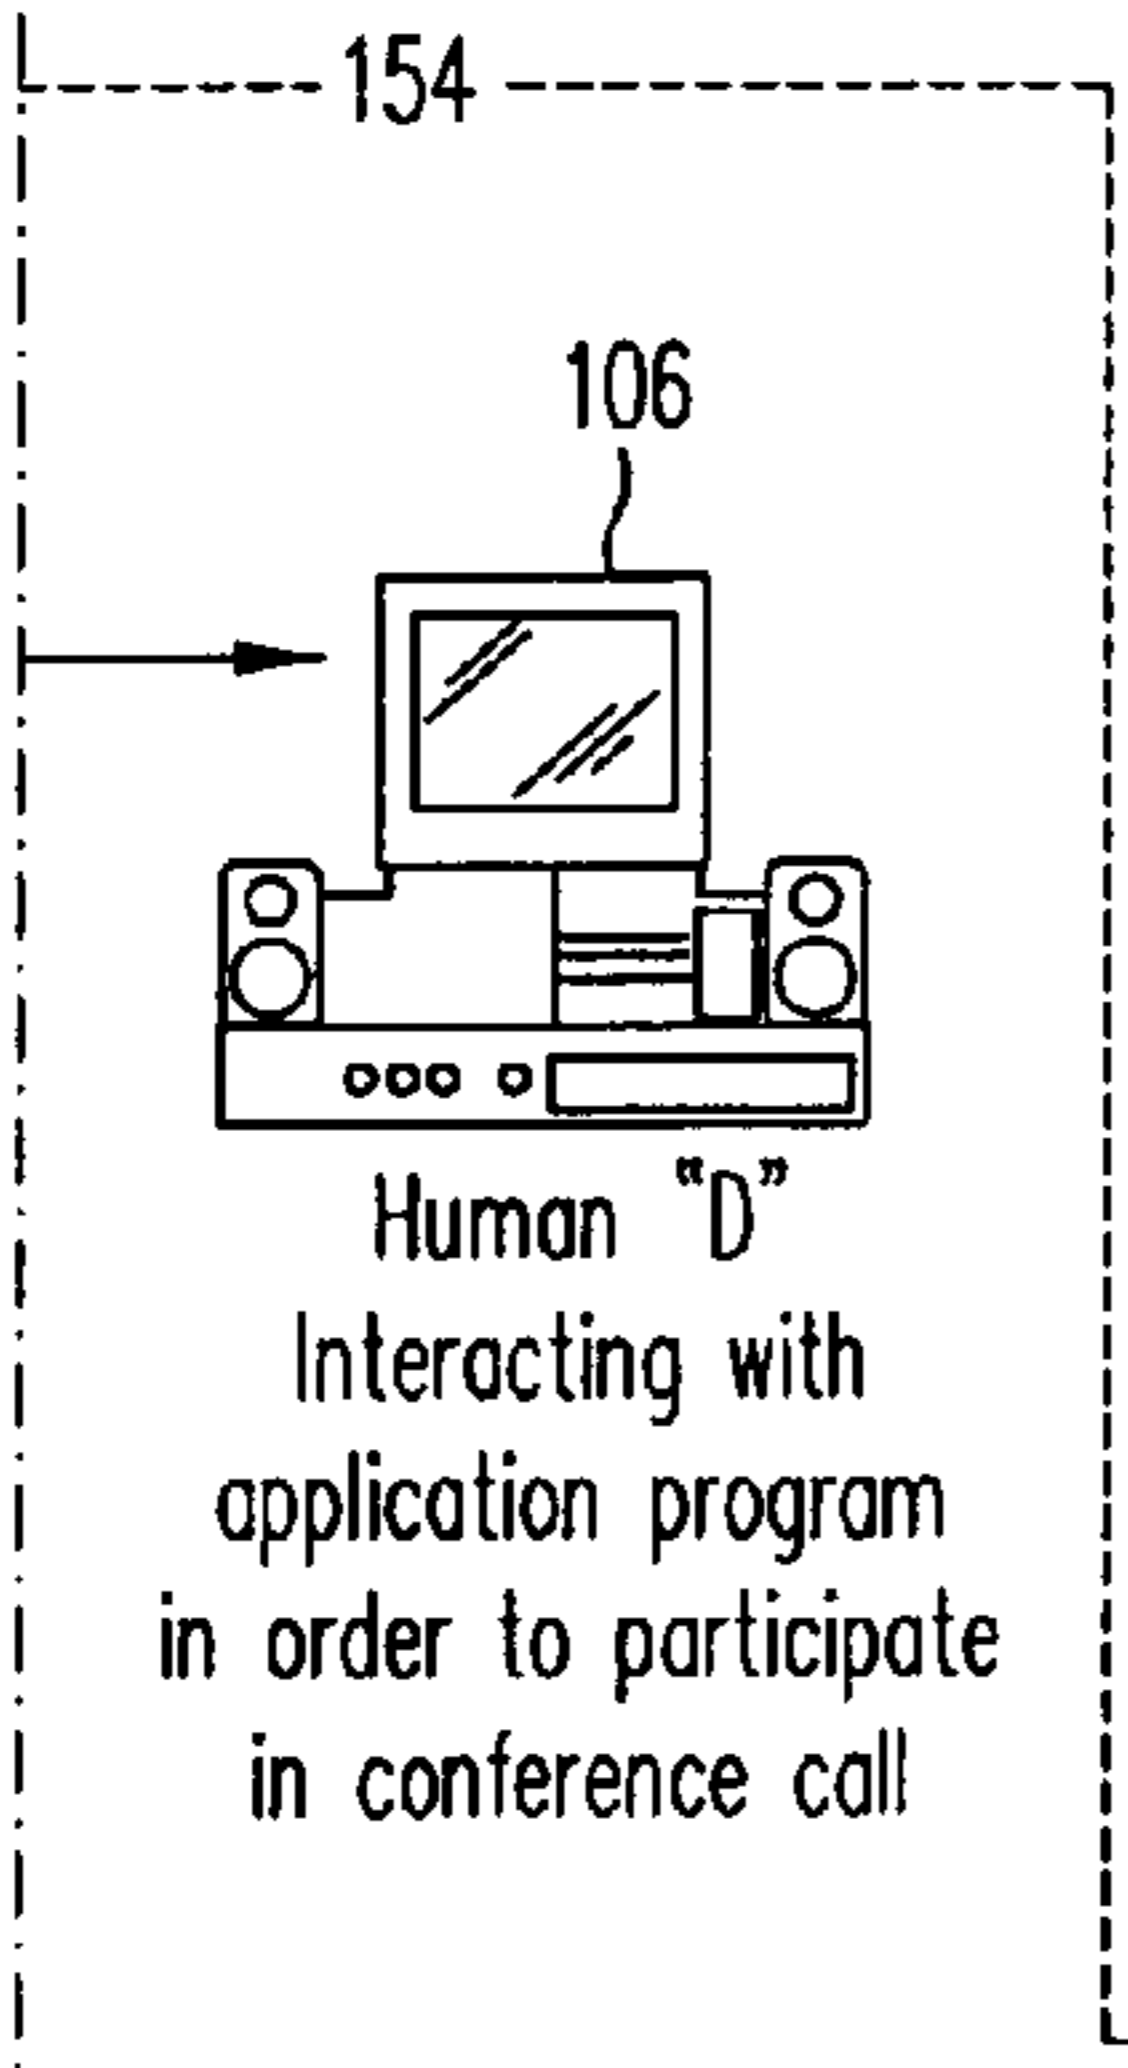 154
106
Human “D”
Interacting with
application program
in order to participate
in conference call